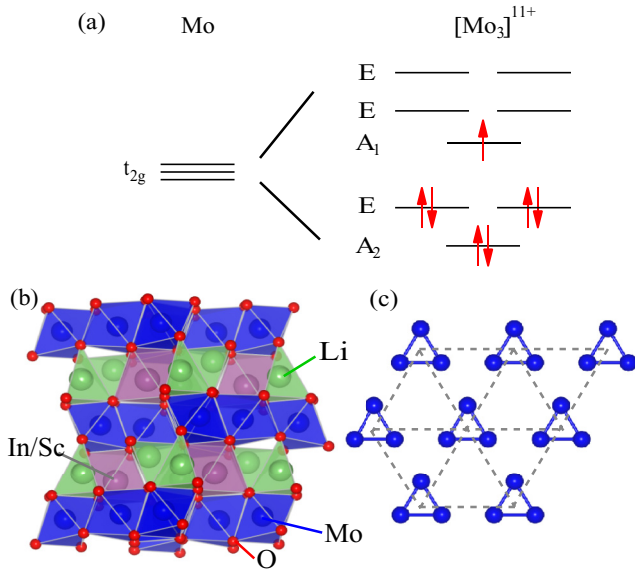 (a) Mo [Mo₃]¹¹⁺
E
E
A₁
t₂g
E
A₂
(b) (c)
Li
In/Sc
Mo
O